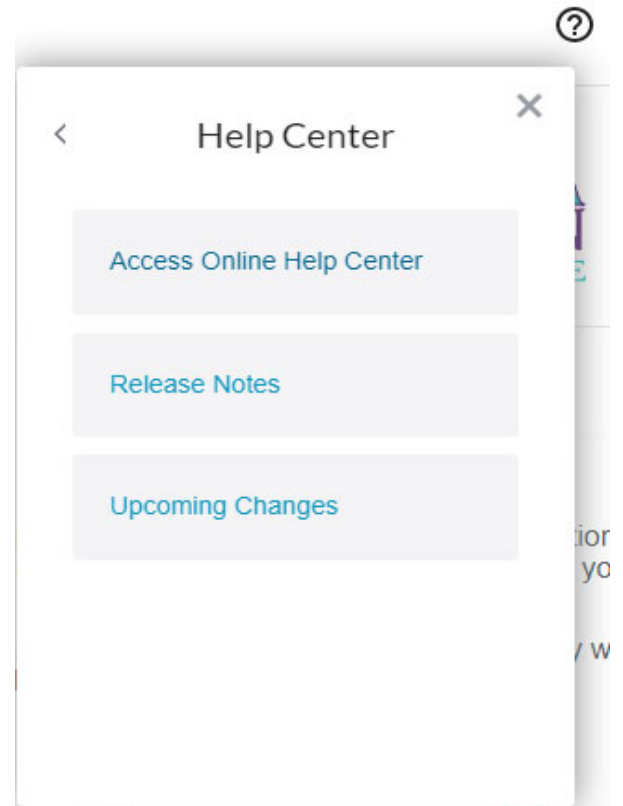 Help Center
Access Online Help Center
Release Notes
Upcoming Changes